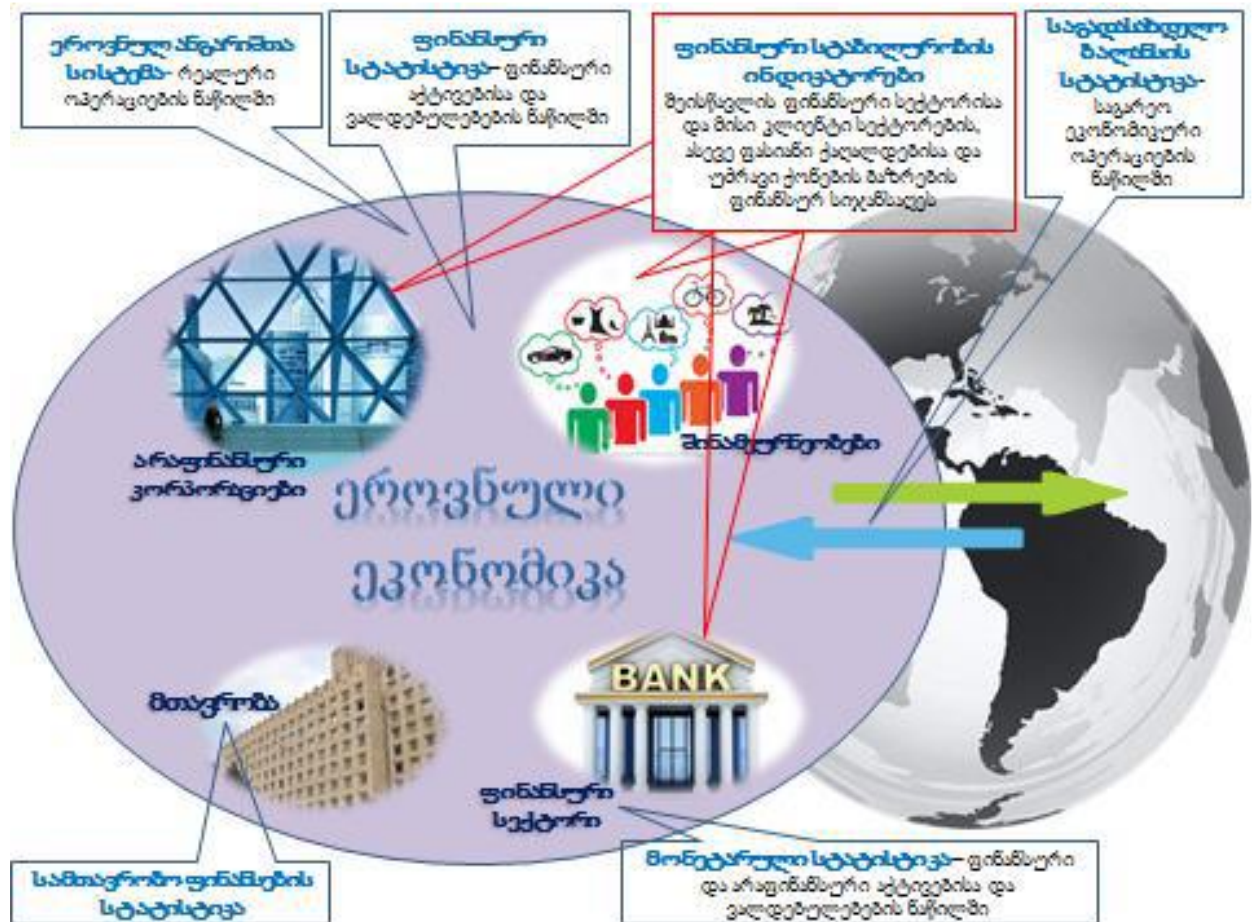 ეროვნულ ანგარიშთა
სისტემა- რეალური
ოპერაციების ნაწილში
ფინანსური
სტატისტიკა– ფინანსური
აქტივებისა და
ვალდებულებების ნაწილში
ფინანსური სტაბილურობის
ინდიკატორები
შეისწავლის ფინანსური სექტორისა
და მისი კლიენტი სექტორების,
ასევე ფასიანი ქაღალდებისა და
უძრავი ქონების ბაზრების
ფინანსურ სიჯანსაღეს
საგადასახდელო
ბალანსის
სტატისტიკა-
საგარეო
ეკონომიკური
ოპერაციების
ნაწილში
არაფინანსური
კორპორაციები
შინამეურნეობები
ეროვნული
ეკონომიკა
მთავრობა
BANK
ფინანსური
სექტორი
სამთავრობო ფინანსების
სტატისტიკა
მონეტარული სტატისტიკა– ფინანსური
და არაფინანსური აქტივებისა და
ვალდებულებების ნაწილში